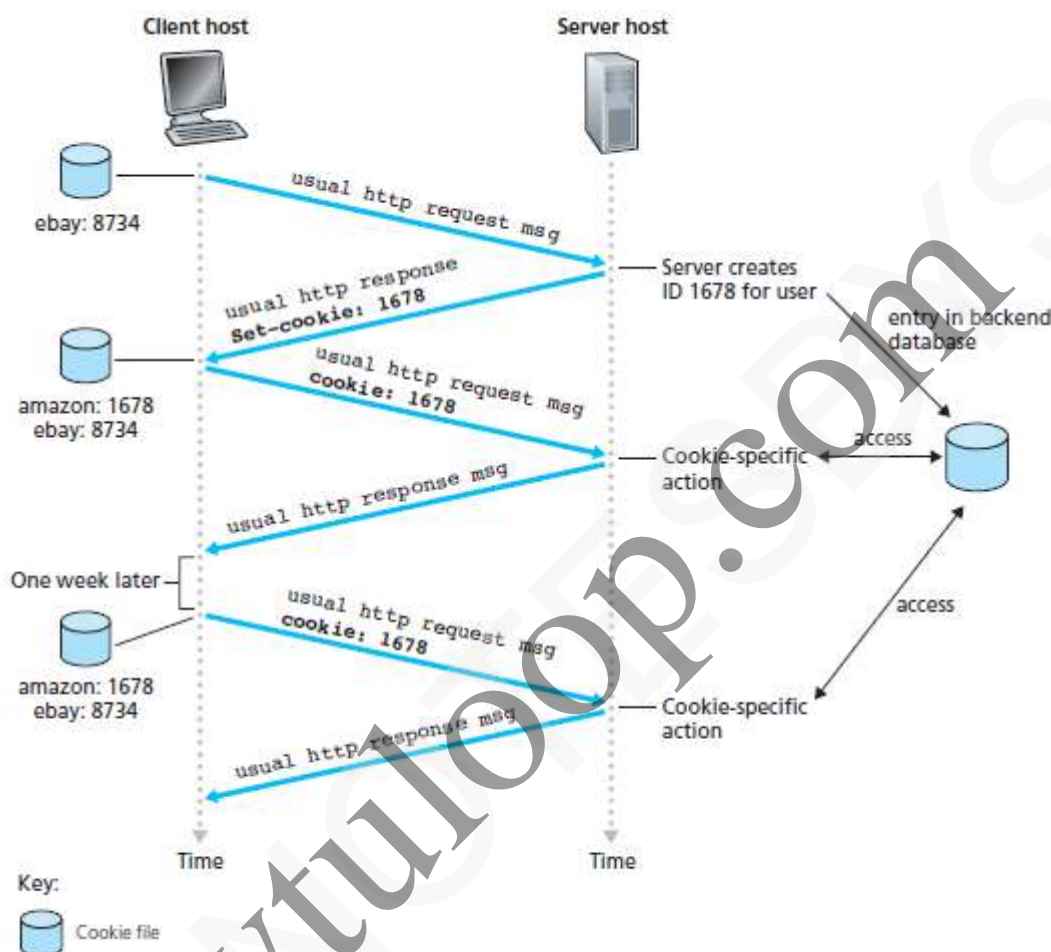 Client host
Server host
ebay: 8734
usual http request msg
Server creates
ID 1678 for user
entry in backend
database
usual http response
Set-cookie: 1678
amazon: 1678
ebay: 8734
usual http request msg
cookie: 1678
Cookie-specific
action
access
usual http response msg
One week later
usual http request msg
cookie: 1678
access
amazon: 1678
ebay: 8734
Cookie-specific
action
usual http response msg
Time
Time
Key:
Cookie file
xtuloop.com